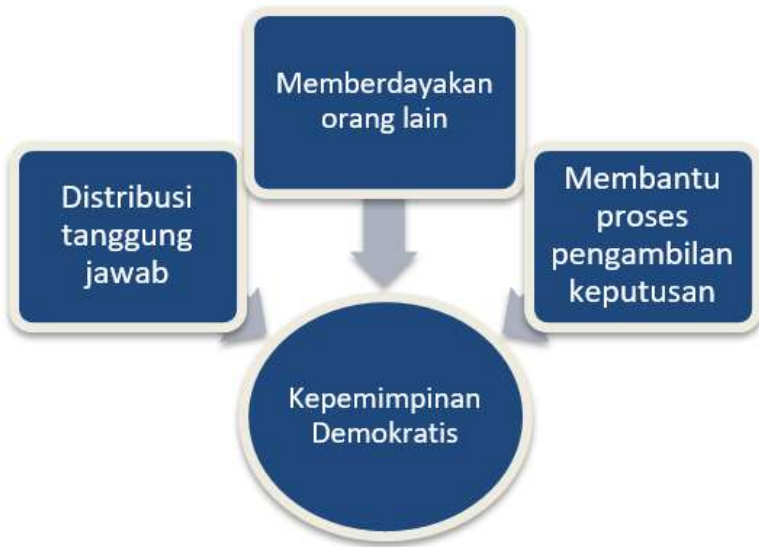 Memberdayakan
orang lain
Distribusi
tanggung
jawab
Membantu
proses
pengambilan
keputusan
Kepemimpinan
Demokratis